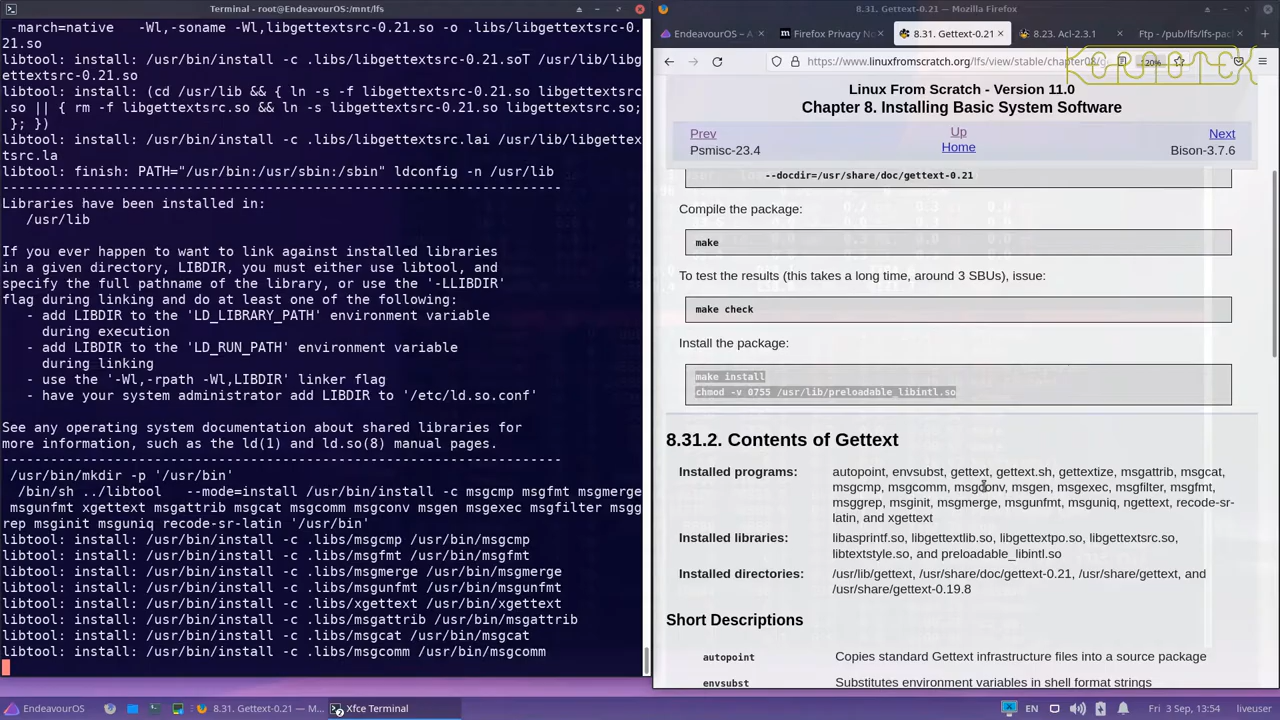 Terminal - root@EndeavourOS:/mnt/lfs
-march=native   -Wl,-soname -Wl,libgettextsrc-0.21.so -o .libs/libgettextsrc-0.
21.so
libtool: install: /usr/bin/install -c .libs/libgettextsrc-0.21.soT /usr/lib/libg
ettextsrc-0.21.so
libtool: install: (cd /usr/lib && { ln -s -f libgettextsrc-0.21.so libgettextsrc
.so || { rm -f libgettextsrc.so && ln -s libgettextsrc-0.21.so libgettextsrc.so;
}; })
libtool: install: /usr/bin/install -c .libs/libgettextsrc.lai /usr/lib/libgettex
tsrc.la
libtool: finish: PATH="/usr/bin:/usr/sbin:/sbin" ldconfig -n /usr/lib
----------------------------------------------------------------------
Libraries have been installed in:
   /usr/lib
If you ever happen to want to link against installed libraries
in a given directory, LIBDIR, you must either use libtool, and
specify the full pathname of the library, or use the '-LLIBDIR'
flag during linking and do at least one of the following:
   - add LIBDIR to the 'LD_LIBRARY_PATH' environment variable
     during execution
   - add LIBDIR to the 'LD_RUN_PATH' environment variable
     during linking
   - use the '-Wl,-rpath -Wl,LIBDIR' linker flag
   - have your system administrator add LIBDIR to '/etc/ld.so.conf'
See any operating system documentation about shared libraries for
more information, such as the ld(1) and ld.so(8) manual pages.
----------------------------------------------------------------------
 /usr/bin/mkdir -p '/usr/bin'
  /bin/sh ../libtool   --mode=install /usr/bin/install -c msgcmp msgfmt msgmerge
 msgunfmt xgettext msgattrib msgcat msgcomm msgconv msgen msgexec msgfilter msgg
rep msginit msguniq recode-sr-latin '/usr/bin'
libtool: install: /usr/bin/install -c .libs/msgcmp /usr/bin/msgcmp
libtool: install: /usr/bin/install -c .libs/msgfmt /usr/bin/msgfmt
libtool: install: /usr/bin/install -c .libs/msgmerge /usr/bin/msgmerge
libtool: install: /usr/bin/install -c .libs/msgunfmt /usr/bin/msgunfmt
libtool: install: /usr/bin/install -c .libs/xgettext /usr/bin/xgettext
libtool: install: /usr/bin/install -c .libs/msgattrib /usr/bin/msgattrib
libtool: install: /usr/bin/install -c .libs/msgcat /usr/bin/msgcat
libtool: install: /usr/bin/install -c .libs/msgcomm /usr/bin/msgcomm
8.31. Gettext-0.21 — Mozilla Firefox
EndeavourOS – A
Firefox Privacy No
8.31. Gettext-0.21
8.23. Acl-2.3.1
Ftp - pub/lfs/lfs-pac
https://www.linuxfromscratch.org/lfs/view/stable/chapter08/
120%
Linux From Scratch - Version 11.0
Chapter 8. Installing Basic System Software
Prev
Up
Next
Psmisc-23.4
Home
Bison-3.7.6
--docdir=/usr/share/doc/gettext-0.21
Compile the package:
make
To test the results (this takes a long time, around 3 SBUs), issue:
make check
Install the package:
make install
chmod -v 0755 /usr/lib/preloadable_libintl.so
8.31.2. Contents of Gettext
Installed programs: autopoint, envsubst, gettext, gettext.sh, gettextize, msgattrib, msgcat,
msgcmp, msgcomm, msgconv, msgen, msgexec, msgfilter, msgfmt,
msggrep, msginit, msgmerge, msgunfmt, msguniq, ngettext, recode-sr-
latin, and xgettext
Installed libraries: libasprintf.so, libgettextlib.so, libgettextpo.so, libgettextsrc.so,
libtextstyle.so, and preloadable_libintl.so
Installed directories: /usr/lib/gettext, /usr/share/doc/gettext-0.21, /usr/share/gettext, and
/usr/share/gettext-0.19.8
Short Descriptions
autopoint Copies standard Gettext infrastructure files into a source package
envsubst Substitutes environment variables in shell format strings
EndeavourOS
8.31. Gettext-0.21 — M...
Terminal
EN
Fri 3 Sep, 13:54
liveuser